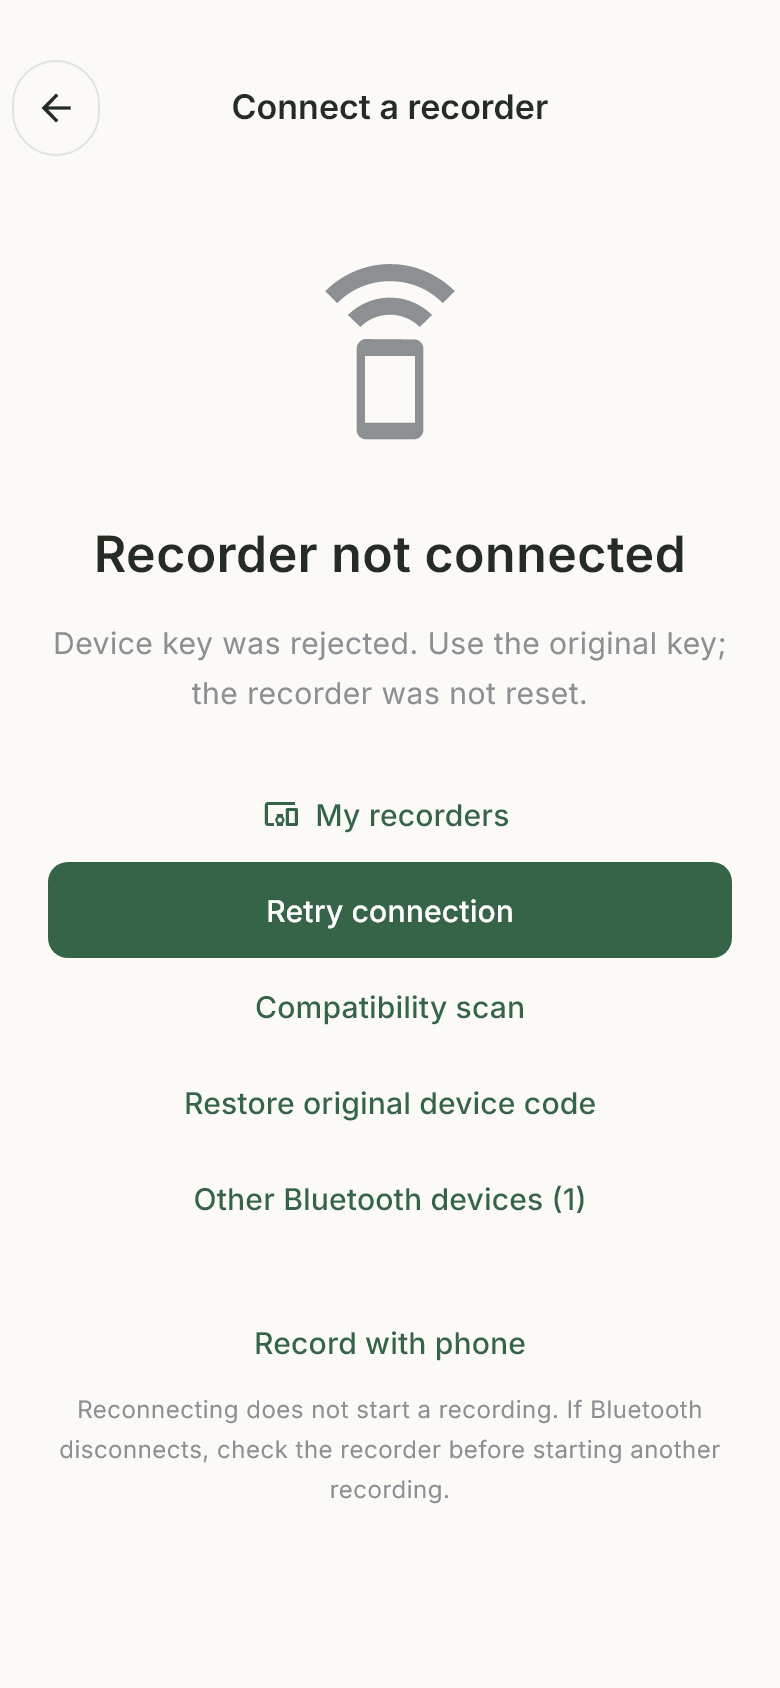 Connect a recorder
Recorder not connected
Device key was rejected. Use the original key;
the recorder was not reset.
My recorders
Retry connection
Compatibility scan
Restore original device code
Other Bluetooth devices (1)
Record with phone
Reconnecting does not start a recording. If Bluetooth
disconnects, check the recorder before starting another
recording.